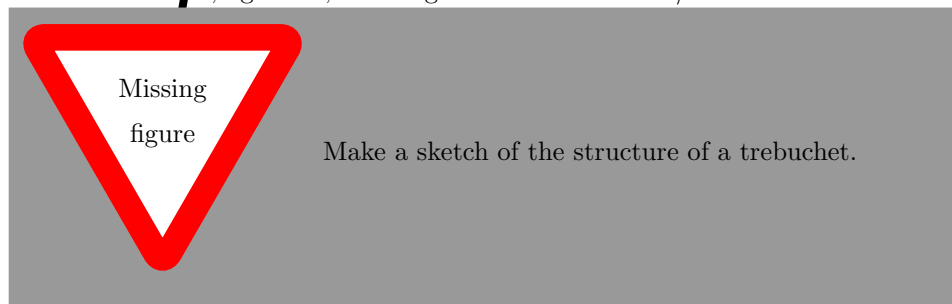 Missing
figure
Make a sketch of the structure of a trebuchet.